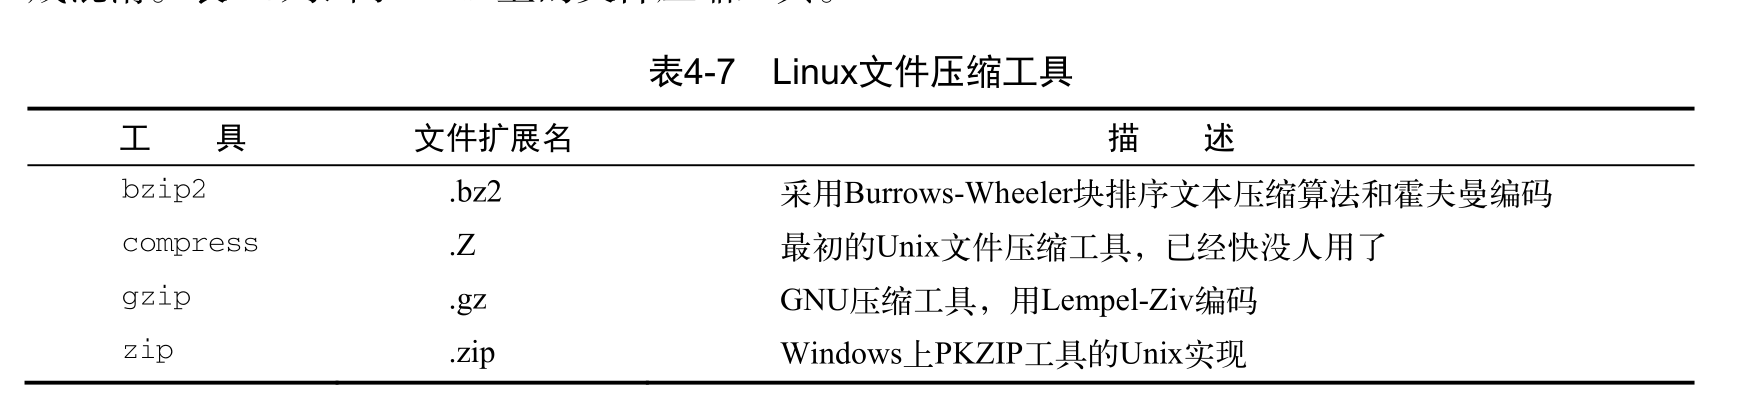 表4-7 Linux文件压缩工具
工 具 文件扩展名 描 述
bzip2 .bz2 采用Burrows-Wheeler块排序文本压缩算法和霍夫曼编码
compress .Z 最初的Unix文件压缩工具，已经快没人用了
gzip .gz GNU压缩工具，用Lempel-Ziv编码
zip .zip Windows上PKZIP工具的Unix实现